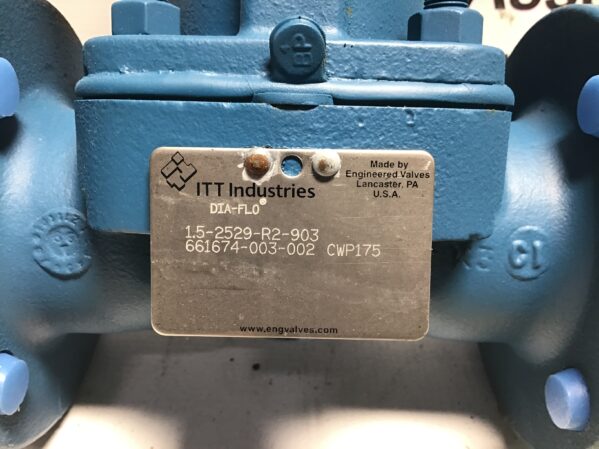 BP
ITT Industries
DIA-FLO®
Made by
Engineered Valves
Lancaster, PA
U.S.A.
1.5-2529-R2-903
661674-003-002 CWP175
www.engvalves.com